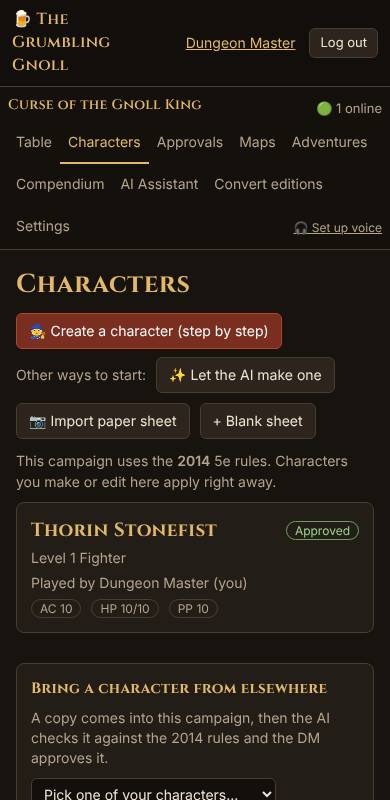 🍺 The
Grumbling
Gnoll
Dungeon Master
Log out
Curse of the Gnoll King
🟢 1 online
Table Characters Approvals Maps Adventures
Compendium AI Assistant Convert editions
Settings
🎧 Set up voice
Characters
🧙 Create a character (step by step)
Other ways to start: ✨ Let the AI make one
📷 Import paper sheet + Blank sheet
This campaign uses the 2014 5e rules. Characters
you make or edit here apply right away.
Thorin Stonefist Approved
Level 1 Fighter
Played by Dungeon Master (you)
AC 10 HP 10/10 PP 10
Bring a character from elsewhere
A copy comes into this campaign, then the AI
checks it against the 2014 rules and the DM
approves it.
Pick one of your characters...